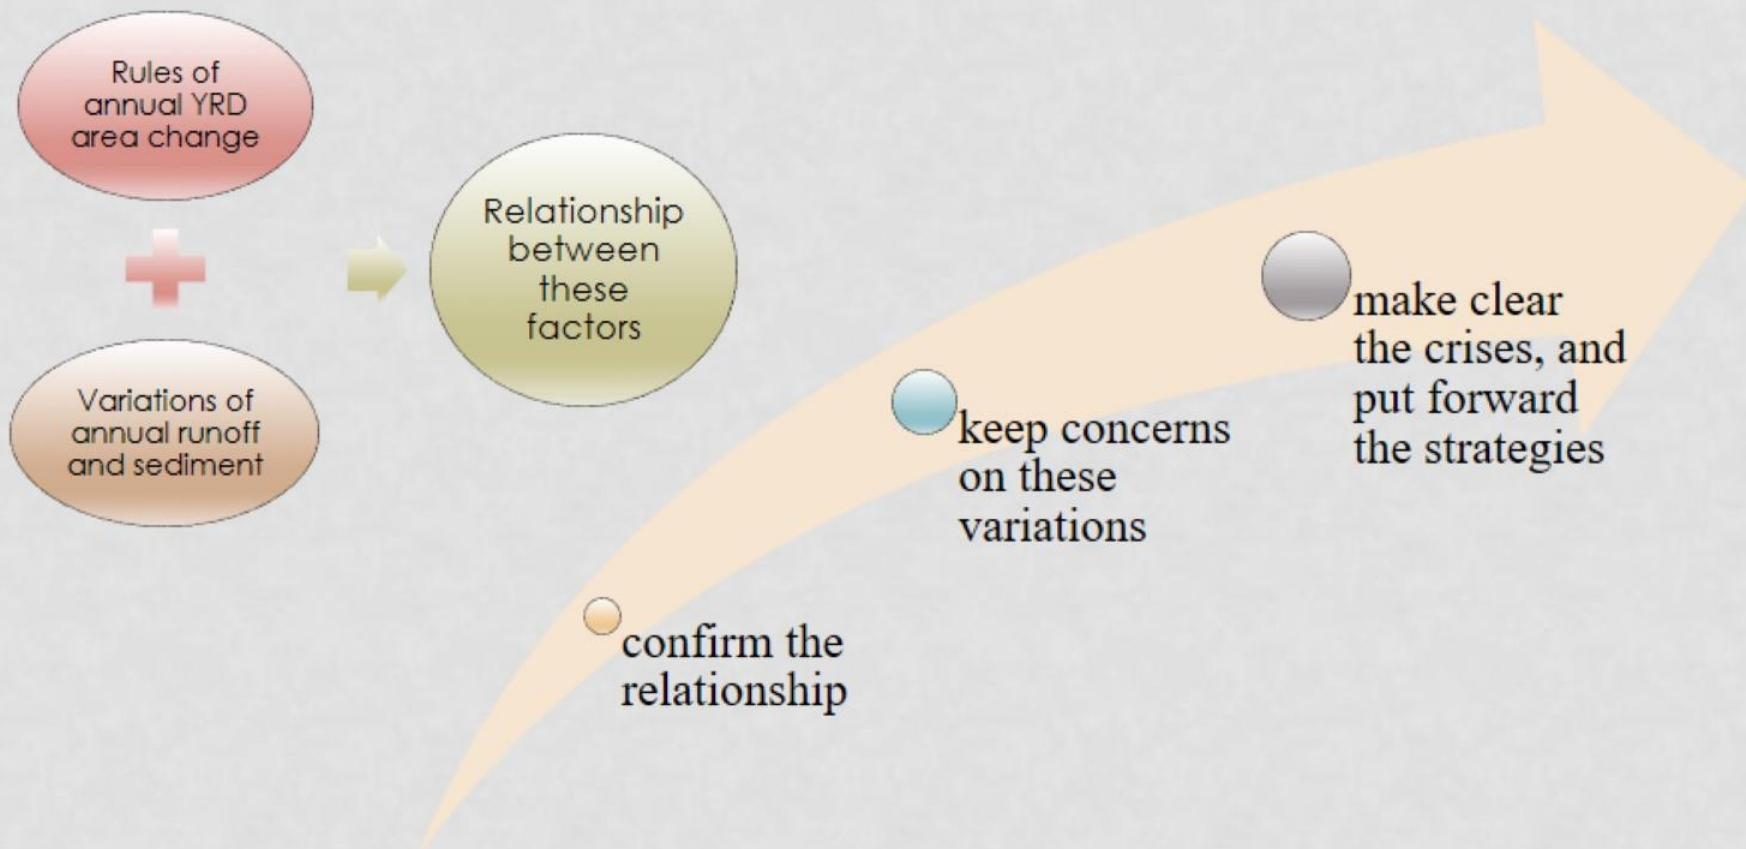 Rules of
annual YRD
area change
Variations of
annual runoff
and sediment
Relationship
between
these
factors
confirm the
relationship
keep concerns
on these
variations
make clear
the crises, and
put forward
the strategies